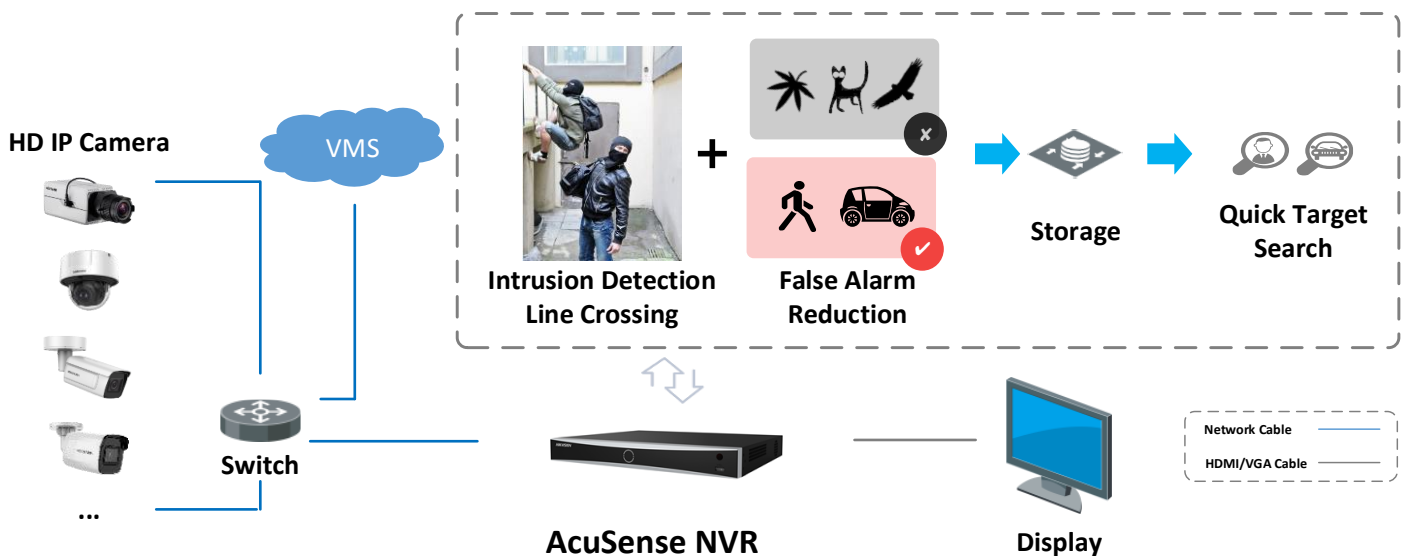 HD IP Camera
VMS
Intrusion Detection
Line Crossing
+
False Alarm
Reduction
Storage
Quick Target
Search
Switch
...
AcuSense NVR
Display
Network Cable
HDMI/VGA Cable